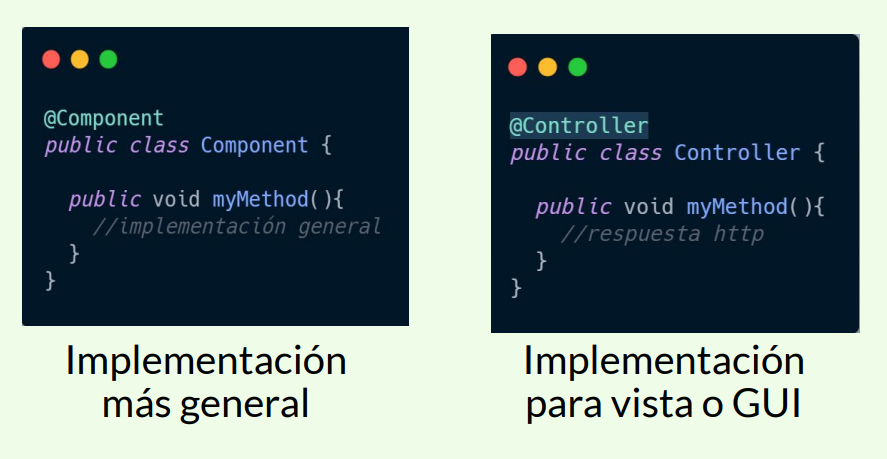 @Component
public class Component {
public void myMethod(){
//implementación general
}
}
Implementación
más general
@Controller
public class Controller {
public void myMethod(){
//respuesta http
}
}
Implementación
para vista o GUI